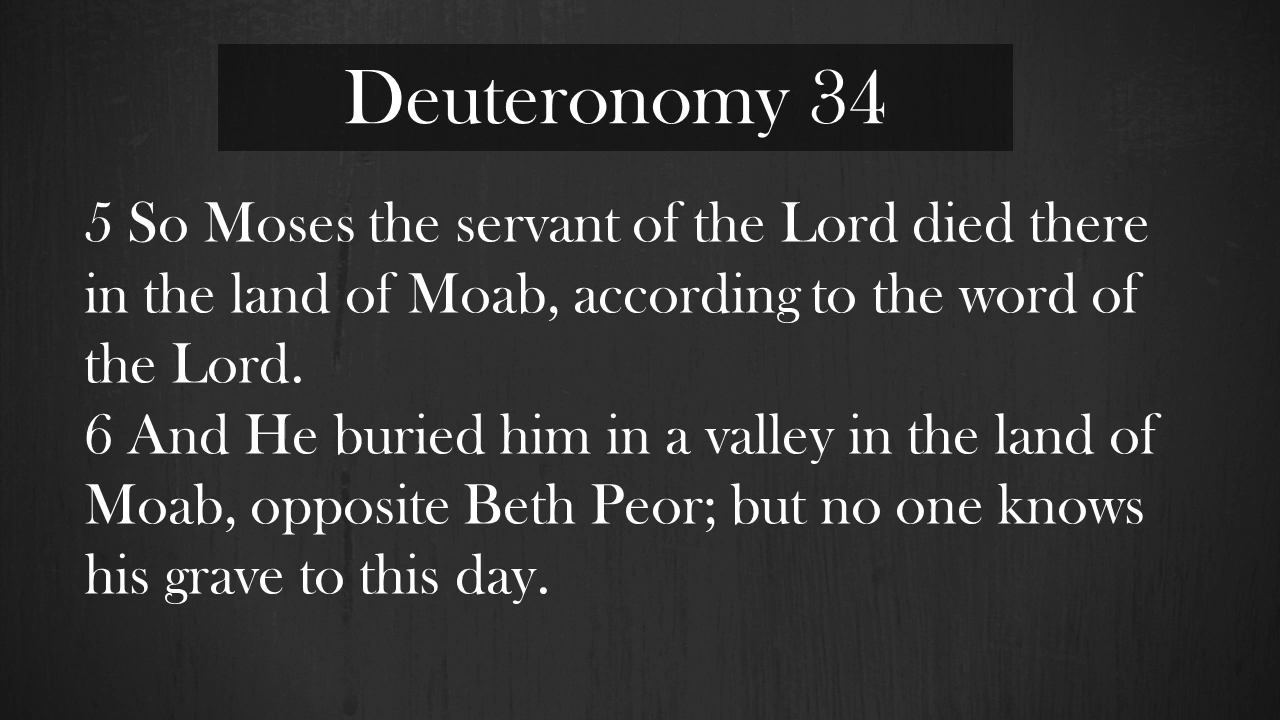 Deuteronomy 34
5 So Moses the servant of the Lord died there
in the land of Moab, according to the word of
the Lord.
6 And He buried him in a valley in the land of
Moab, opposite Beth Peor; but no one knows
his grave to this day.